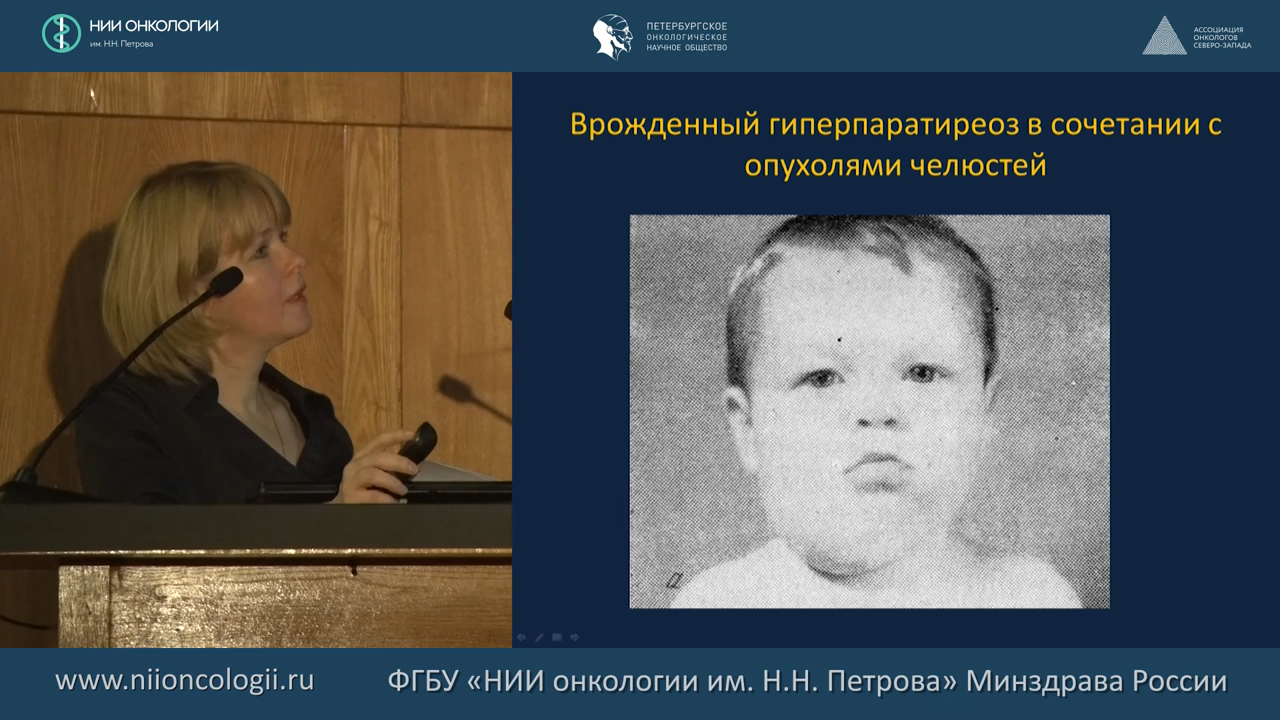 НИИ ОНКОЛОГИИ
им. Н.Н. Петрова
ПЕТЕРБУРГСКОЕ
ОНКОЛОГИЧЕСКОЕ
НАУЧНОЕ ОБЩЕСТВО
АССОЦИАЦИЯ
ОНКОЛОГОВ
СЕВЕРО-ЗАПАДА
Врожденный гиперпаратиреоз в сочетании с
опухолями челюстей
а
www.niioncologii.ru
ФГБУ «НИИ онкологии им. Н.Н. Петрова» Минздрава России